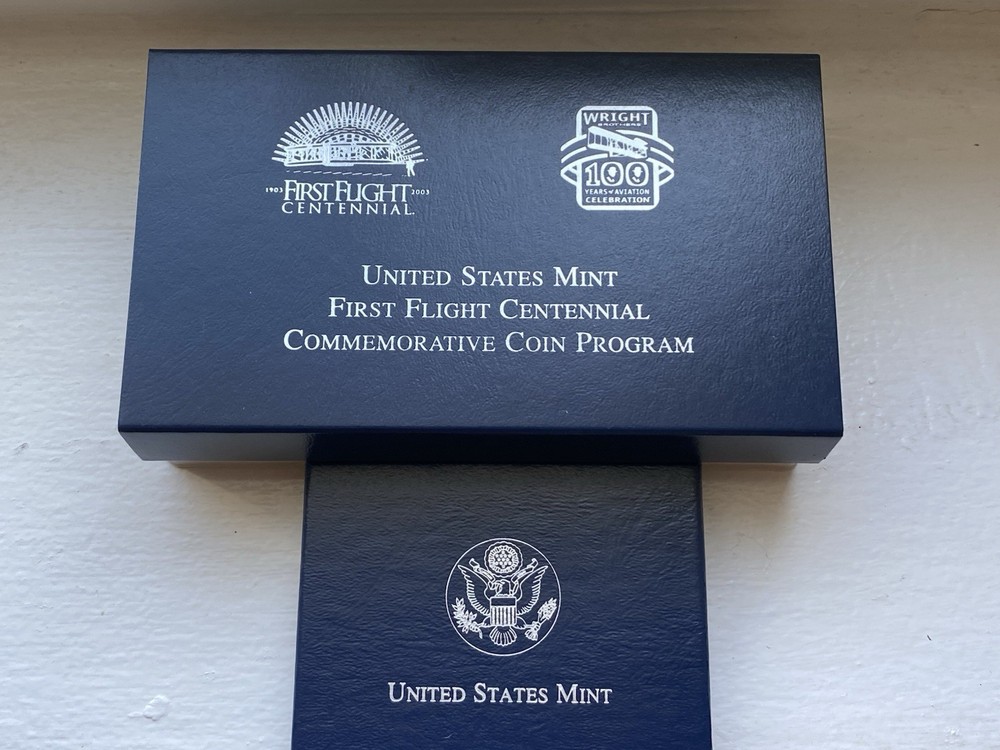 1903 FIRST FLIGHT 2003
CENTENNIAL
WRIGHT
BROTHERS
100
YEARS of AVIATION
CELEBRATION
UNITED STATES MINT
FIRST FLIGHT CENTENNIAL
COMMEMORATIVE COIN PROGRAM
UNITED STATES MINT